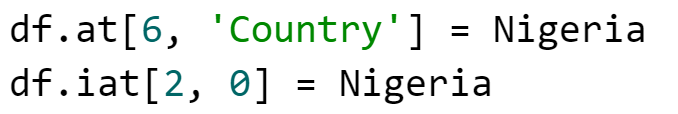 df.at[6, 'Country'] = Nigeria
df.iat[2, 0] = Nigeria